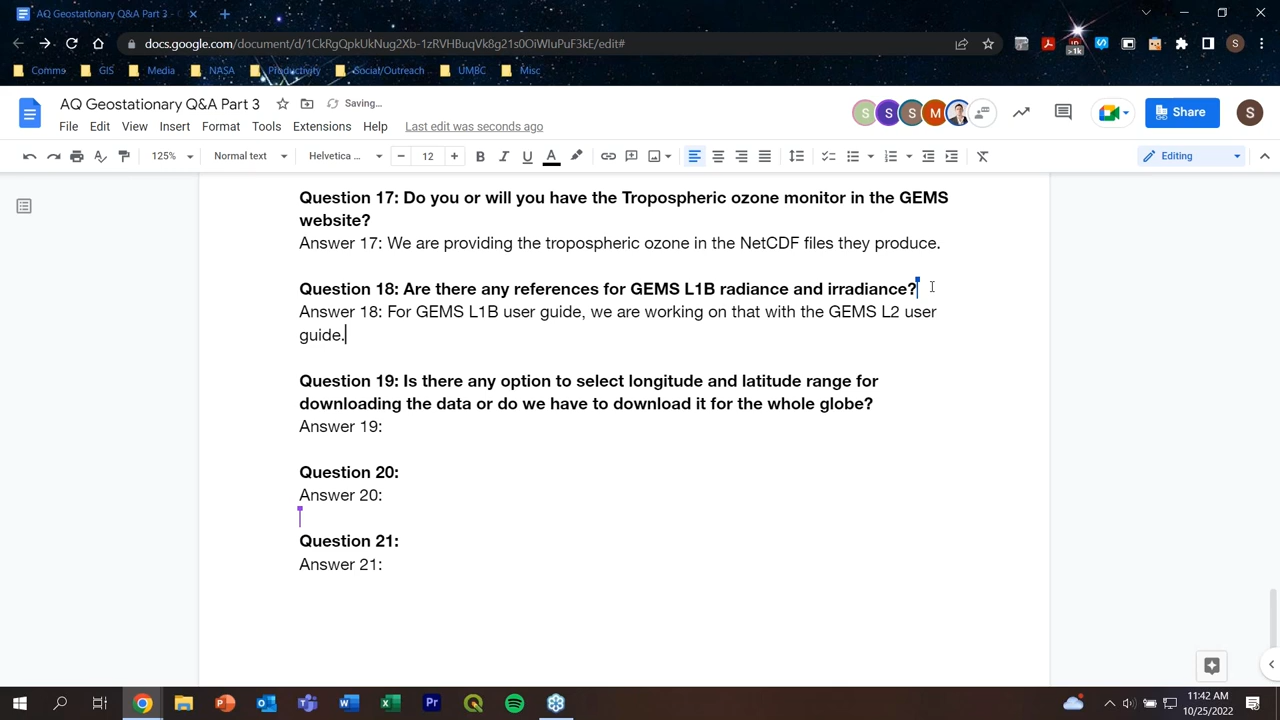 AQ Geostationary Q&A Part 3 -
docs.google.com/document/d/1CkRgQpkUkNug2Xb-1zRVHBuqVk8g21s0OiWIuPuF3kE/edit#
>1k
S
Comms GIS Media NASA Productivity Social/Outreach UMBC Misc
AQ Geostationary Q&A Part 3 Saving...
S S S M Share S
File Edit View Insert Format Tools Extensions Help Last edit was seconds ago
125% Normal text Helvetica ... 12 B I U A Editing
Question 17: Do you or will you have the Tropospheric ozone monitor in the GEMS
website?
Answer 17: We are providing the tropospheric ozone in the NetCDF files they produce.
Question 18: Are there any references for GEMS L1B radiance and irradiance?
Answer 18: For GEMS L1B user guide, we are working on that with the GEMS L2 user
guide.
Question 19: Is there any option to select longitude and latitude range for
downloading the data or do we have to download it for the whole globe?
Answer 19:
Question 20:
Answer 20:
Question 21:
Answer 21:
11:42 AM
10/25/2022